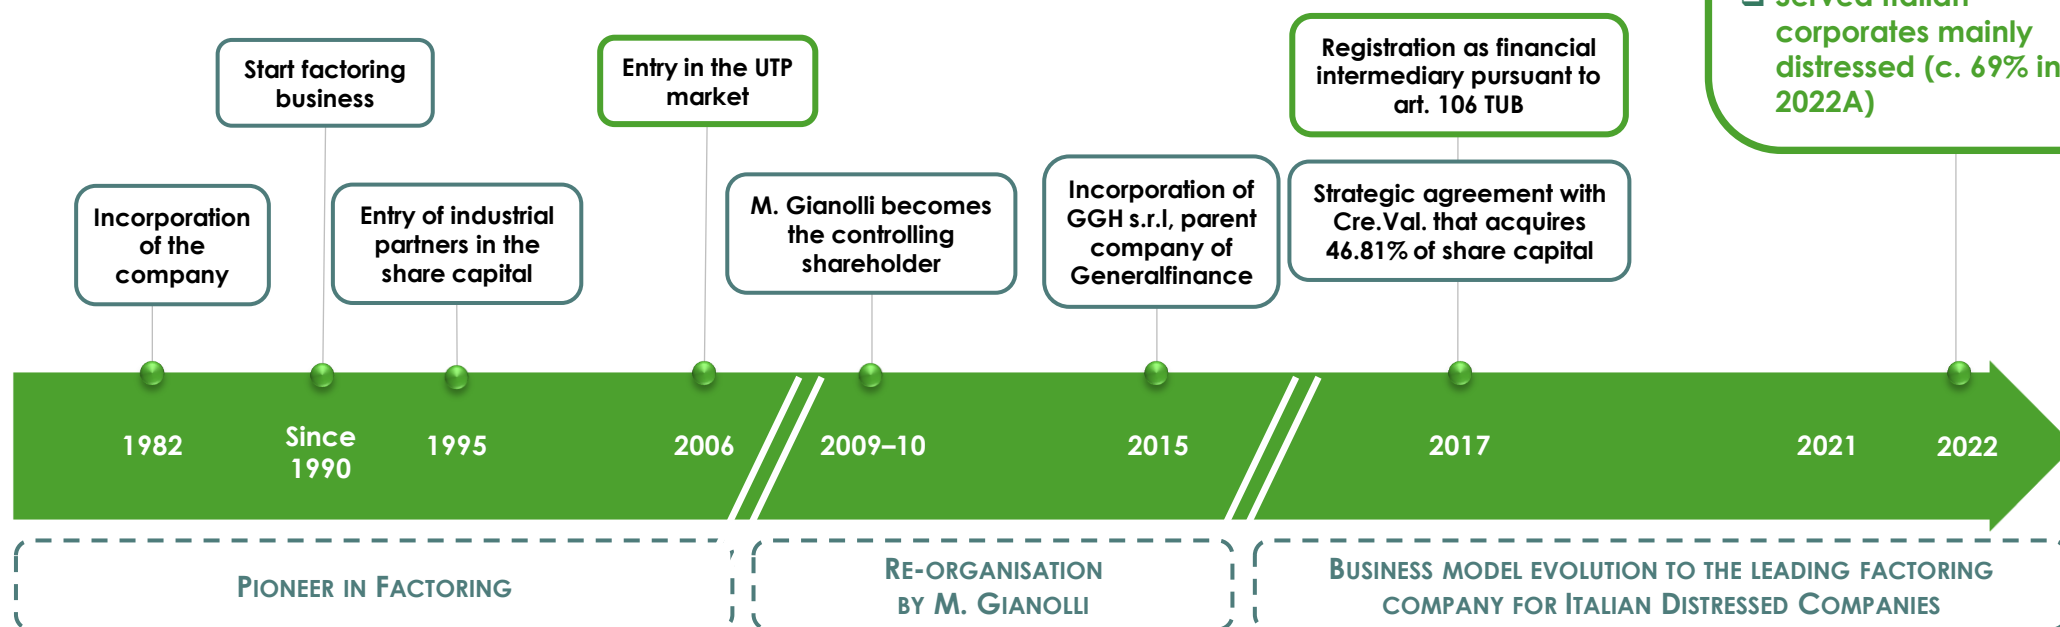 Served Italian
corporates mainly
distressed (c. 69% in
2022A)
Start factoring
business
Entry in the UTP
market
Registration as financial
intermediary pursuant to
art. 106 TUB
Incorporation
of the
company
Entry of industrial
partners in the
share capital
M. Gianolli becomes
the controlling
shareholder
Incorporation of
GGH s.r.l, parent
company of
Generalfinance
Strategic agreement with
Cre.Val. that acquires
46.81% of share capital
1982
Since
1990
1995
2006
2009–10
2015
2017
2021
2022
PIONEER IN FACTORING
RE-ORGANISATION
BY M. GIANOLLI
BUSINESS MODEL EVOLUTION TO THE LEADING FACTORING
COMPANY FOR ITALIAN DISTRESSED COMPANIES